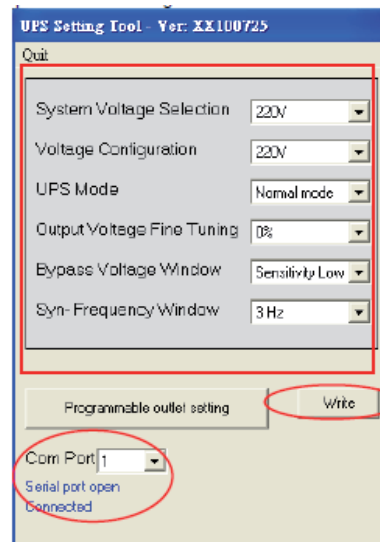 UPS Setting Tool - Ver: XX100725
Quit
System Voltage Selection 220V
Voltage Configuration 220V
UPS Mode Normal mode
Output Voltage Fine Tuning 0%
Bypass Voltage Window Sensitivity Low
Syn-Frequency Window 3 Hz
Programmable outlet setting Write
Com Port 1
Serial port open
Connected